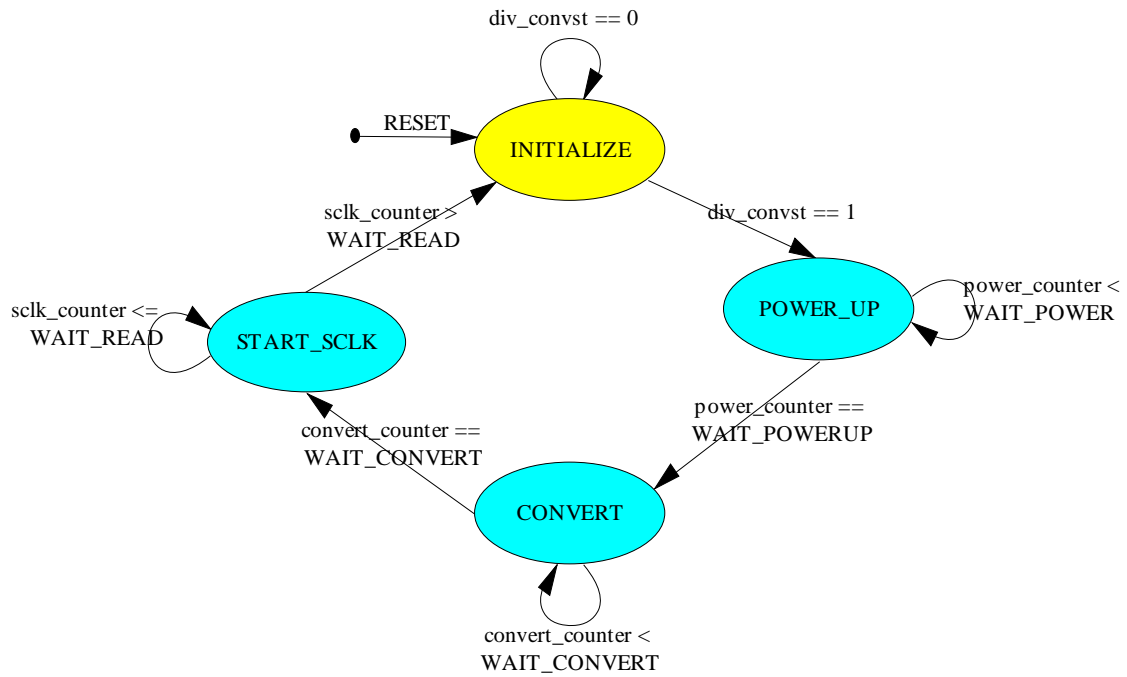 div_convst == 0
RESET
INITIALIZE
sclk_counter >
WAIT_READ
div_convst == 1
sclk_counter <=
WAIT_READ
START_SCLK
POWER_UP
power_counter <
WAIT_POWER
convert_counter ==
WAIT_CONVERT
power_counter ==
WAIT_POWERUP
CONVERT
convert_counter <
WAIT_CONVERT